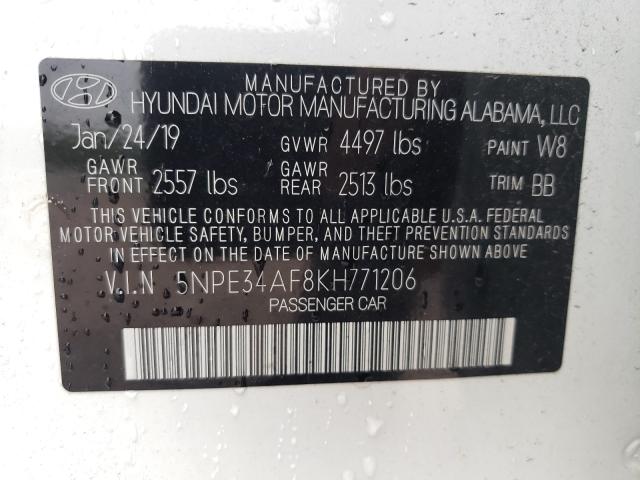 MANUFACTURED BY
HYUNDAI MOTOR MANUFACTURING ALABAMA, LLC
Jan/24/19 GVWR 4497 lbs PAINT W8
GAWR FRONT 2557 lbs GAWR REAR 2513 lbs TRIM BB
THIS VEHICLE CONFORMS TO ALL APPLICABLE U.S.A. FEDERAL
MOTOR VEHICLE SAFETY, BUMPER, AND THEFT PREVENTION STANDARDS
IN EFFECT ON THE DATE OF MANUFACTURE SHOWN ABOVE
V.I.N 5NPE34AF8KH771206
PASSENGER CAR